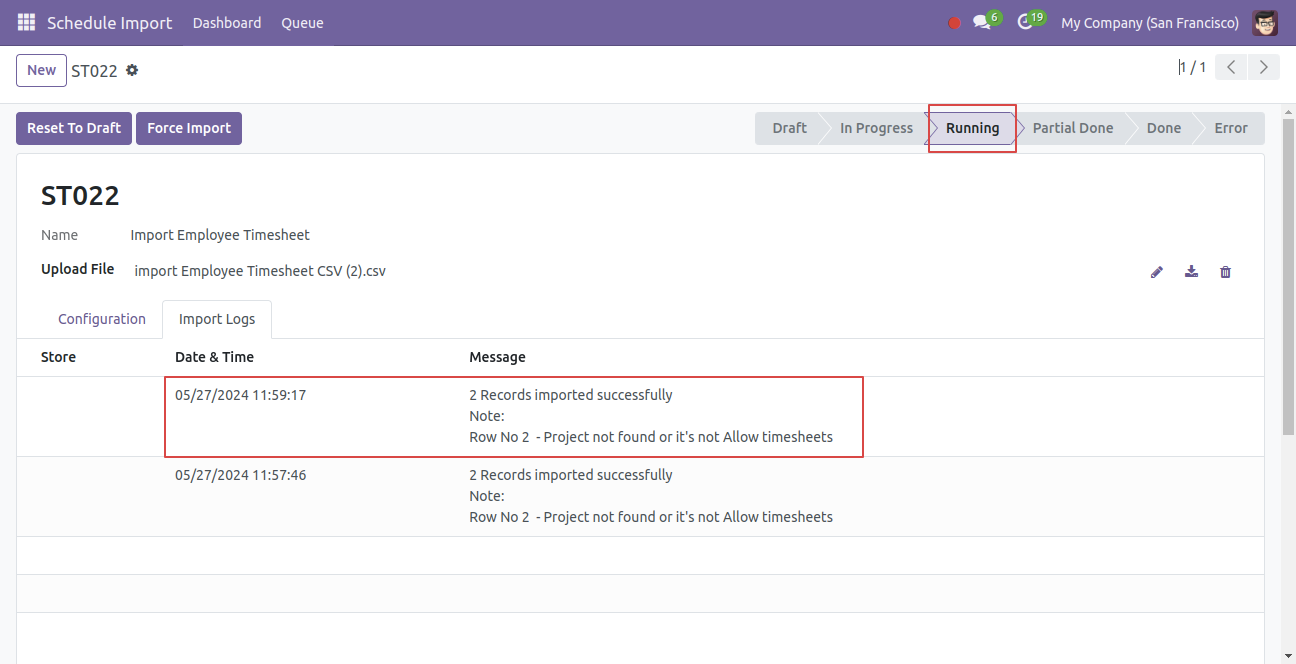 Schedule Import Dashboard Queue 6 19 My Company (San Francisco)
New ST022 1 / 1
Reset To Draft Force Import Draft In Progress Running Partial Done Done Error
ST022
Name Import Employee Timesheet
Upload File import Employee Timesheet CSV (2).csv
Configuration Import Logs
Store Date & Time Message
05/27/2024 11:59:17 2 Records imported successfully
Note:
Row No 2 - Project not found or it's not Allow timesheets
05/27/2024 11:57:46 2 Records imported successfully
Note:
Row No 2 - Project not found or it's not Allow timesheets